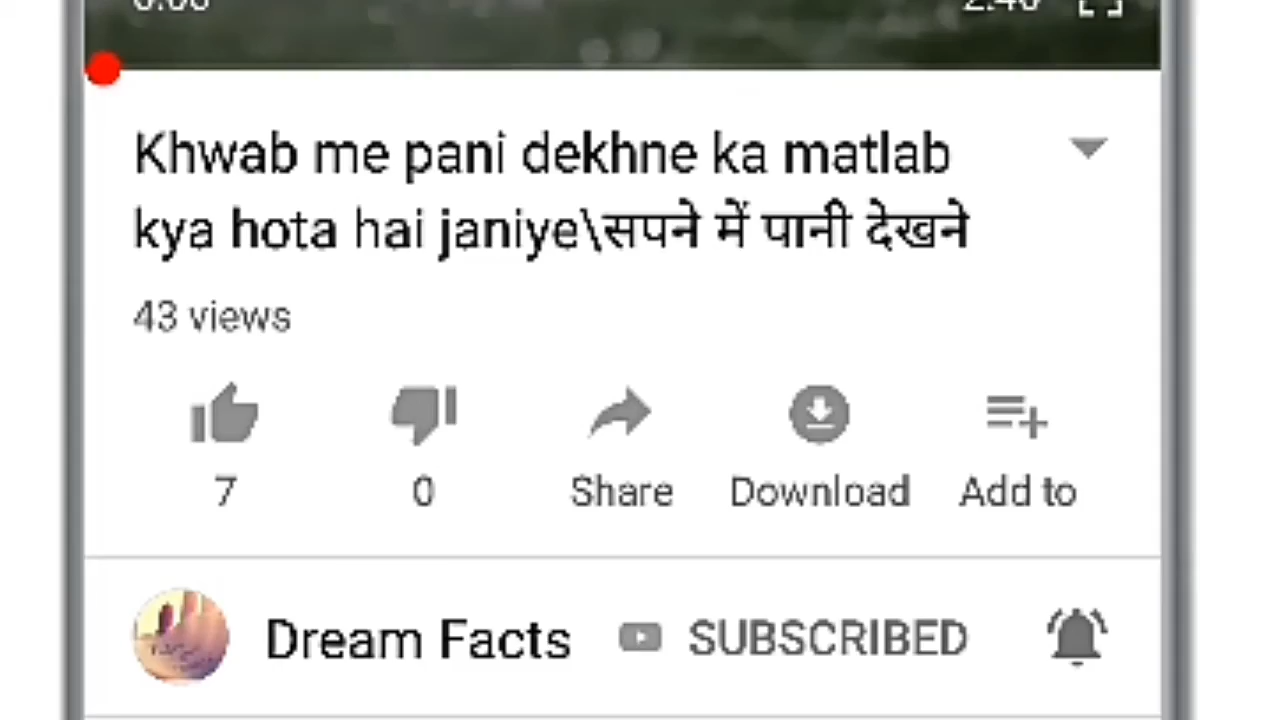 Khwab me pani dekhne ka matlab
kya hota hai janiye\सपने में पानी देखने
43 views
7 0 Share Download Add to
Dream Facts SUBSCRIBED